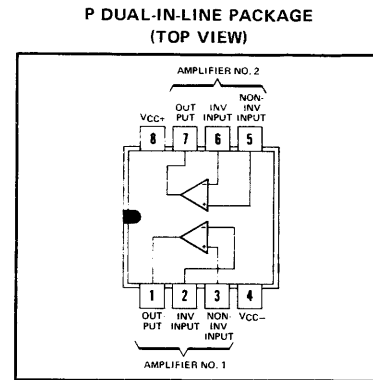 P DUAL-IN-LINE PACKAGE
(TOP VIEW)
AMPLIFIER NO. 2
VCC+
OUT
PUT
INV
INPUT
NON-
INV
INPUT
8 7 6 5
1 2 3 4
OUT-
PUT
INV
INPUT
NON-
INV
INPUT
VCC–
AMPLIFIER NO. 1